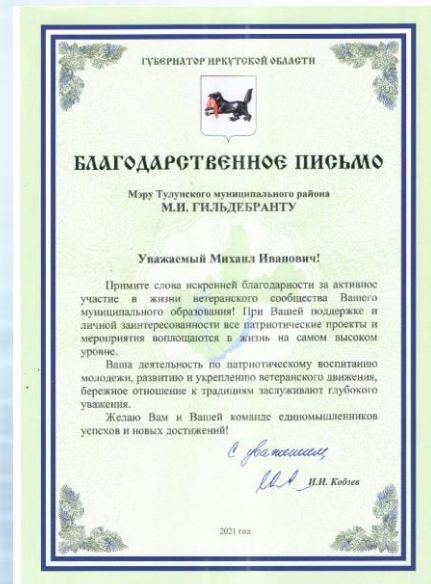 ГУБЕРНАТОР ИРКУТСКОЙ ОБЛАСТИ
БЛАГОДАРСТВЕННОЕ ПИСЬМО
Мэру Тулунского муниципального района
М.И. ГИЛЬДЕБРАНТУ
Уважаемый Михаил Иванович!
Примите слова искренней благодарности за активное
участие в жизни ветеранского сообщества Вашего
муниципального образования! При Вашей поддержке и
личной заинтересованности все патриотические проекты и
мероприятия воплощаются в жизнь на самом высоком
уровне.
Ваша деятельность по патриотическому воспитанию
молодежи, развитию и укреплению ветеранского движения,
бережное отношение к традициям заслуживают глубокого
уважения.
Желаю Вам и Вашей команде единомышленников
успехов и новых достижений!
С уважением,
И.И. Кобзев
2021 год